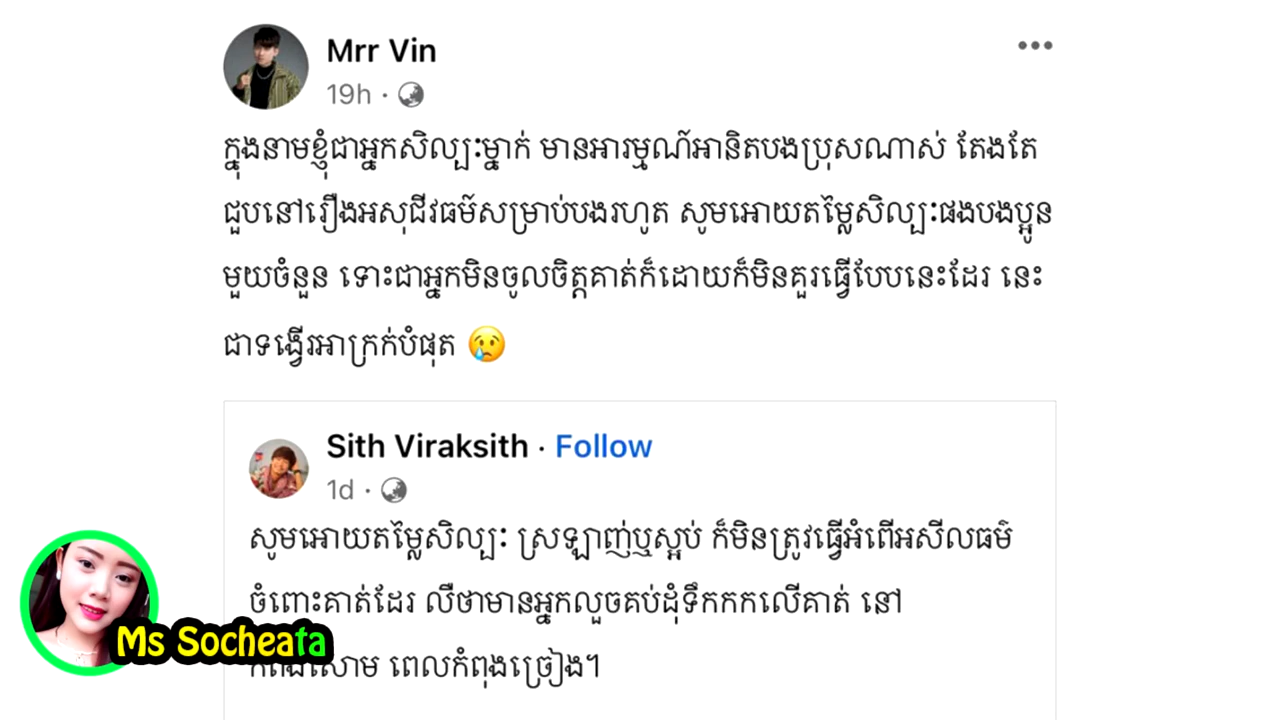 Mrr Vin
19h ·
ក្នុងនាមខ្ញុំជាអ្នកសិល្បៈម្នាក់ មានអារម្មណ៍អានិតបងប្រុសណាស់ តែងតែ
ជួបនៅរឿងអសុជីវធម៍សម្រាប់បងរហូត សូមអោយតម្លៃសិល្បៈផងបងប្អូន
មួយចំនួន ទោះជាអ្នកមិនចូលចិត្តគាត់ក៏ដោយក៏មិនគួរធ្វើបែបនេះដែរ នេះ
ជាទង្វើរអាក្រក់បំផុត 😢
Sith Viraksith · Follow
1d ·
សូមអោយតម្លៃសិល្បៈ ស្រឡាញ់ឬស្អប់ ក៏មិនត្រូវធ្វើអំពើអសីលធម៌
ចំពោះគាត់ដែរ លឺថាមានអ្នកលួចគប់ដុំទឹកកកលើគាត់ នៅ
ពេលកំពុងច្រៀង។
Ms Socheata